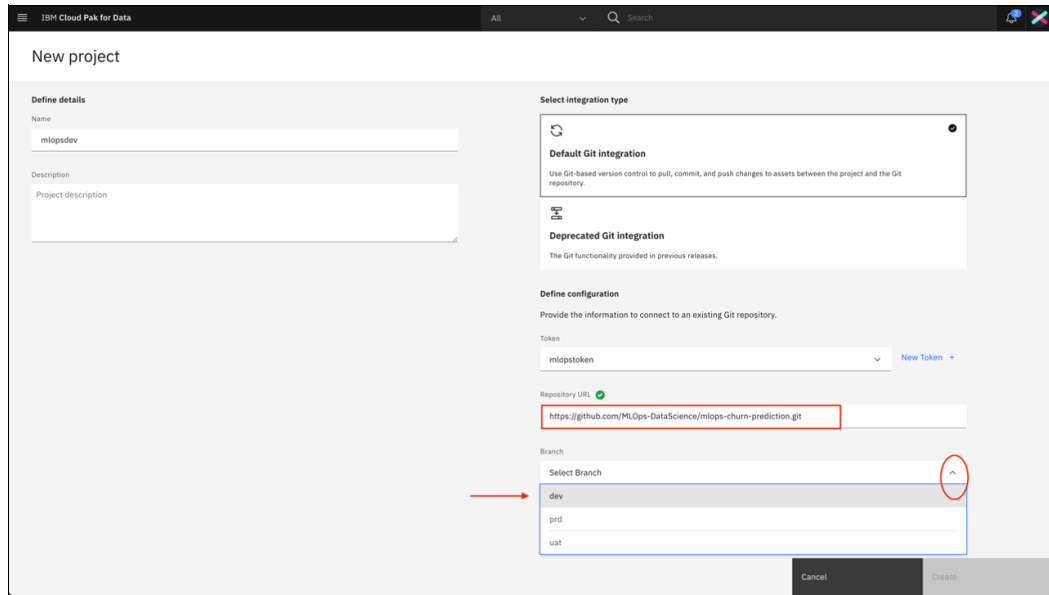 IBM Cloud Pak for Data
All
Search
2
New project
Define details
Name
mlopsdev
Description
Project description
Select integration type
Default Git integration
Use Git-based version control to pull, commit, and push changes to assets between the project and the Git
repository.
Deprecated Git integration
The Git functionality provided in previous releases.
Define configuration
Provide the information to connect to an existing Git repository.
Token
mlopstoken
New Token +
Repository URL
https://github.com/MLOps-DataScience/mlops-churn-prediction.git
Branch
Select Branch
dev
prd
uat
Cancel
Create